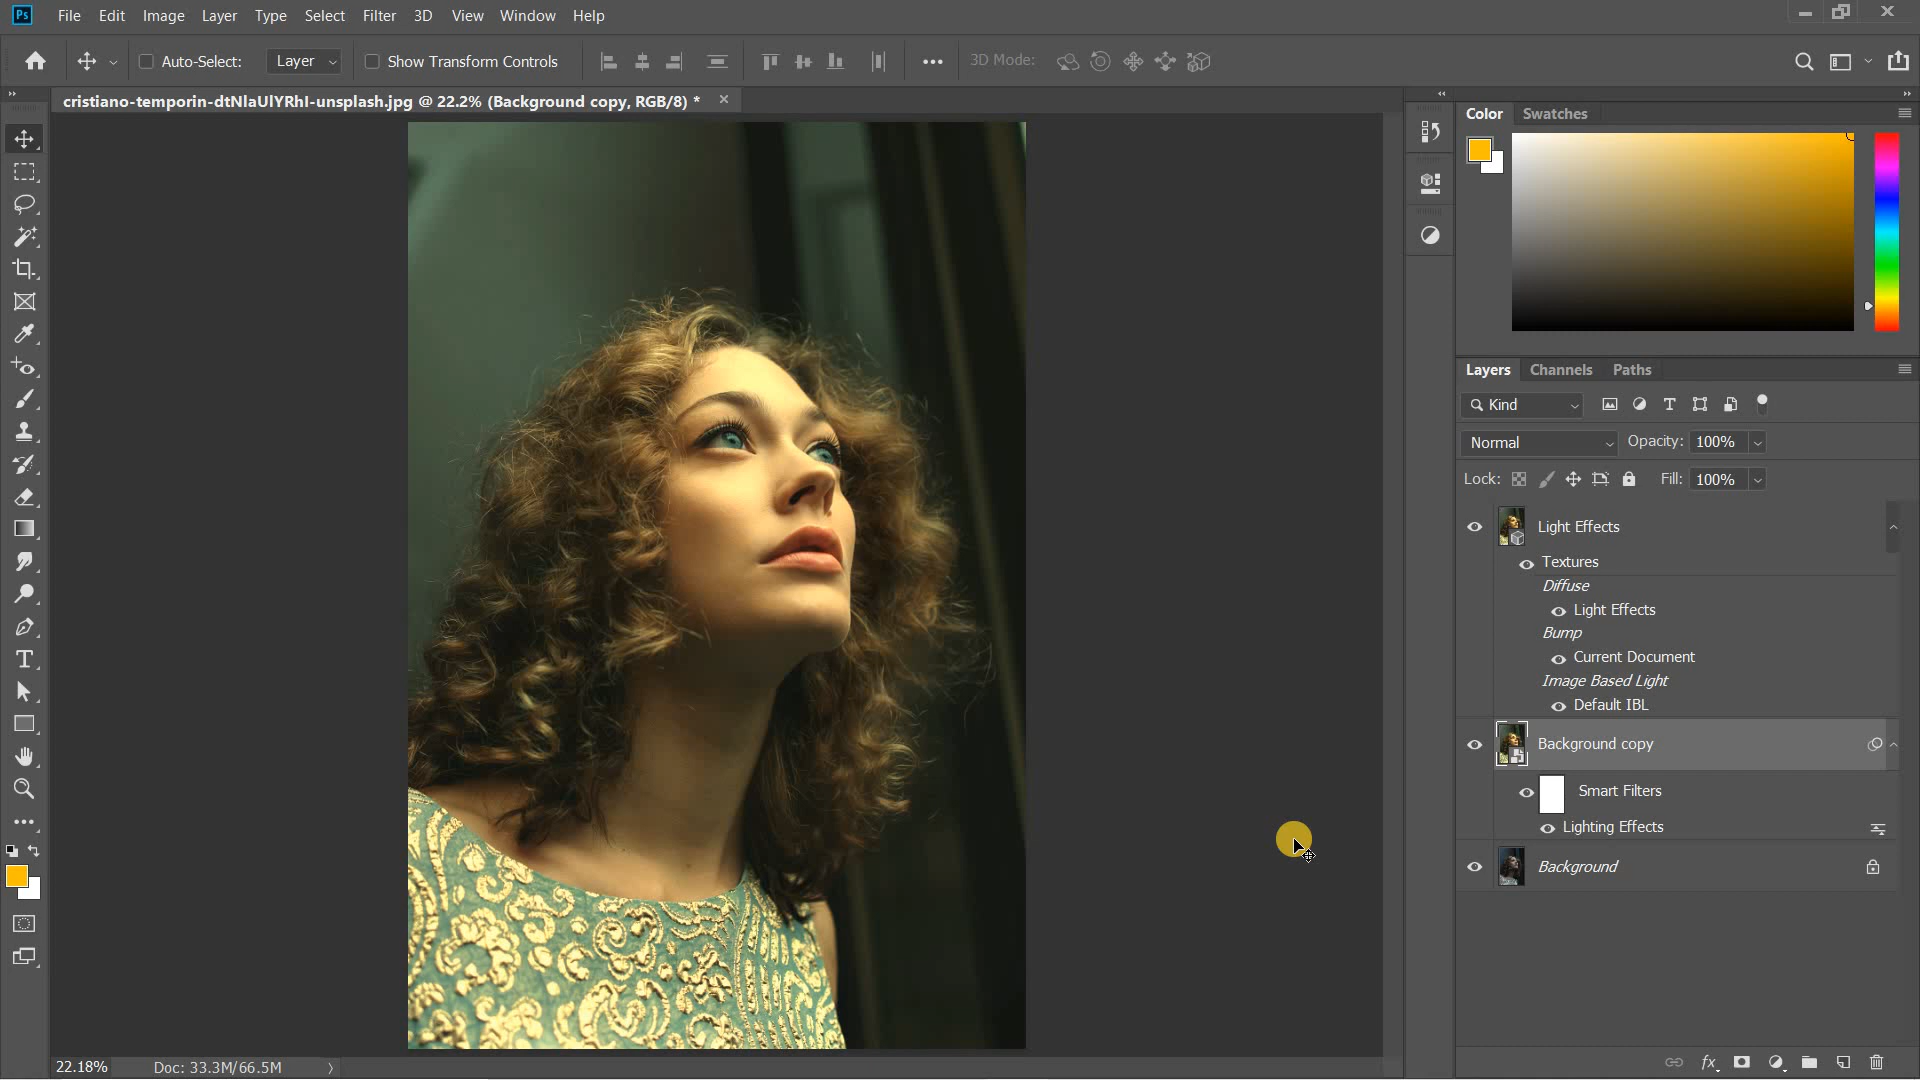 Ps File Edit Image Layer Type Select Filter 3D View Window Help
Auto-Select: Layer Show Transform Controls 3D Mode:
cristiano-temporin-dtNlaUlYRhI-unsplash.jpg @ 22.2% (Background copy, RGB/8) *
Color Swatches
Layers Channels Paths
Kind
Normal Opacity: 100%
Lock: Fill: 100%
Light Effects
Textures
Diffuse
Light Effects
Bump
Current Document
Image Based Light
Default IBL
Background copy
Smart Filters
Lighting Effects
Background
22.18% Doc: 33.3M/66.5M
fx